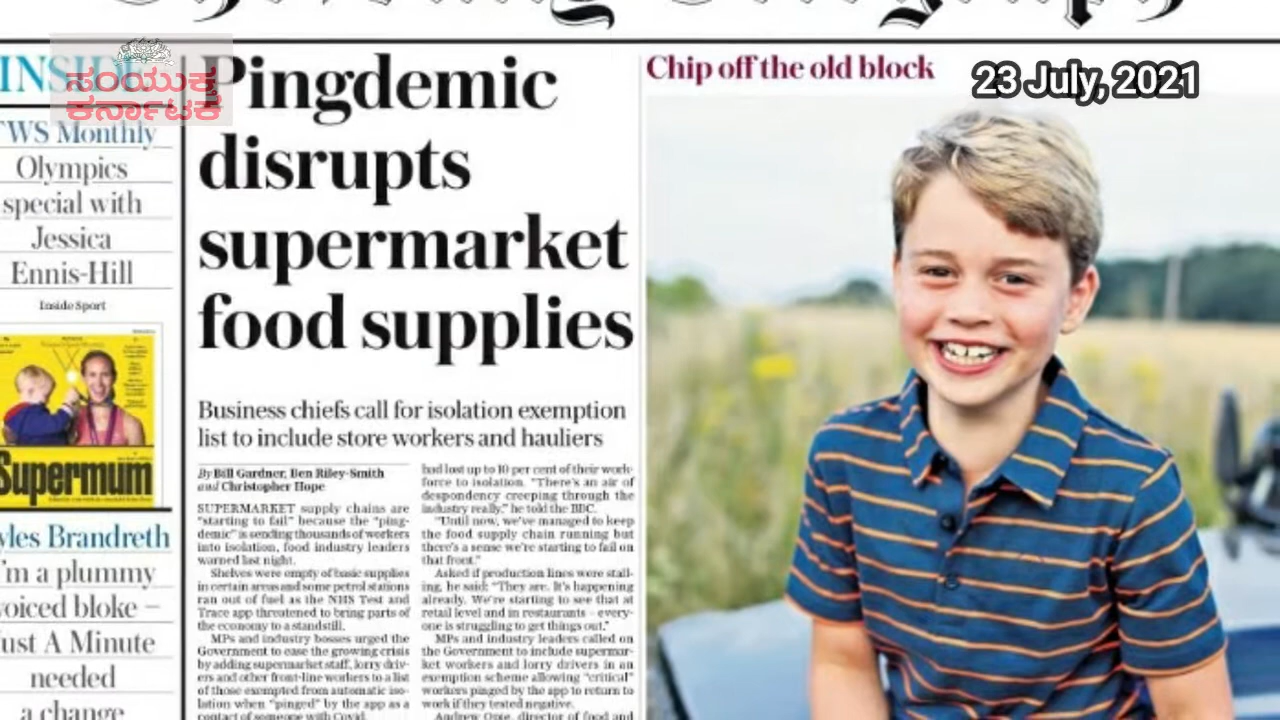 INSIDE
ಸಂಯುಕ್ತ
ಕರ್ನಾಟಕ
TWS Monthly
Olympics
special with
Jessica
Ennis-Hill
Inside Sport
Supermum
yles Brandreth
I'm a plummy
voiced bloke –
Just A Minute
needed
a change
Pingdemic
disrupts
supermarket
food supplies
Business chiefs call for isolation exemption
list to include store workers and hauliers
By Bill Gardner, Ben Riley-Smith
and Christopher Hope
SUPERMARKET supply chains are
"starting to fail" because the "ping-
demic" is sending thousands of workers
into isolation, food industry leaders
warned last night.
Shelves were empty of basic supplies
in certain areas and some petrol stations
ran out of fuel as the NHS Test and
Trace app threatened to bring parts of
the economy to a standstill.
MPs and industry bosses urged the
Government to ease the growing crisis
by adding supermarket staff, lorry driv-
ers and other front-line workers to a list
of those exempted from automatic iso-
lation when "pinged" by the app as a
contact of someone with Covid.
had lost up to 10 per cent of their work-
force to isolation. "There's an air of
despondency creeping through the
industry really," he told the BBC.
"Until now, we've managed to keep
the food supply chain running but
there's a sense we're starting to fail on
that front."
Asked if production lines were stall-
ing, he said: "They are. It's happening
already. We're starting to see that at
retail level and in restaurants – every-
one is struggling to get things out."
MPs and industry leaders called on
the Government to include supermar-
ket workers and lorry drivers in an
exemption scheme allowing "critical"
workers pinged by the app to return to
work if they tested negative.
Andrew Opie, director of food and
Chip off the old block
23 July, 2021